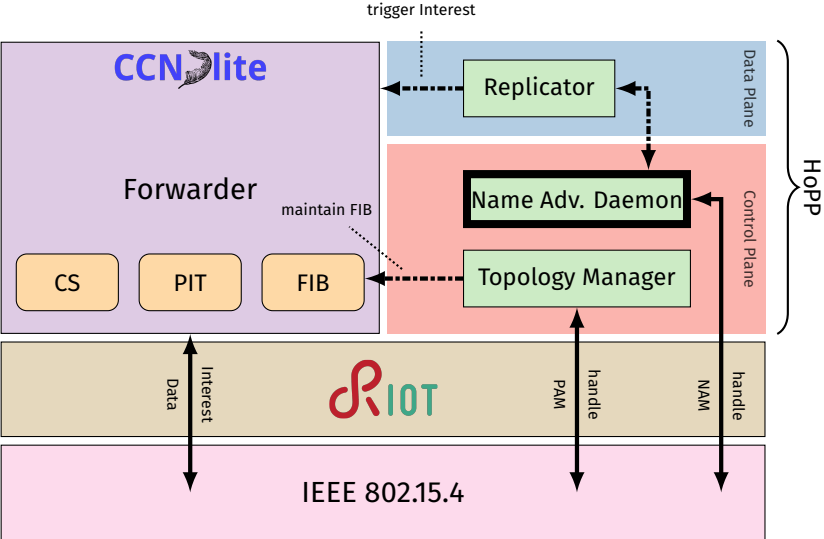 trigger Interest
CCN lite
Replicator
Data Plane
HoPP
Forwarder
maintain FIB
Name Adv. Daemon
Control Plane
CS
PIT
FIB
Topology Manager
Interest
Data
RIOT
handle
PAM
handle
NAM
IEEE 802.15.4